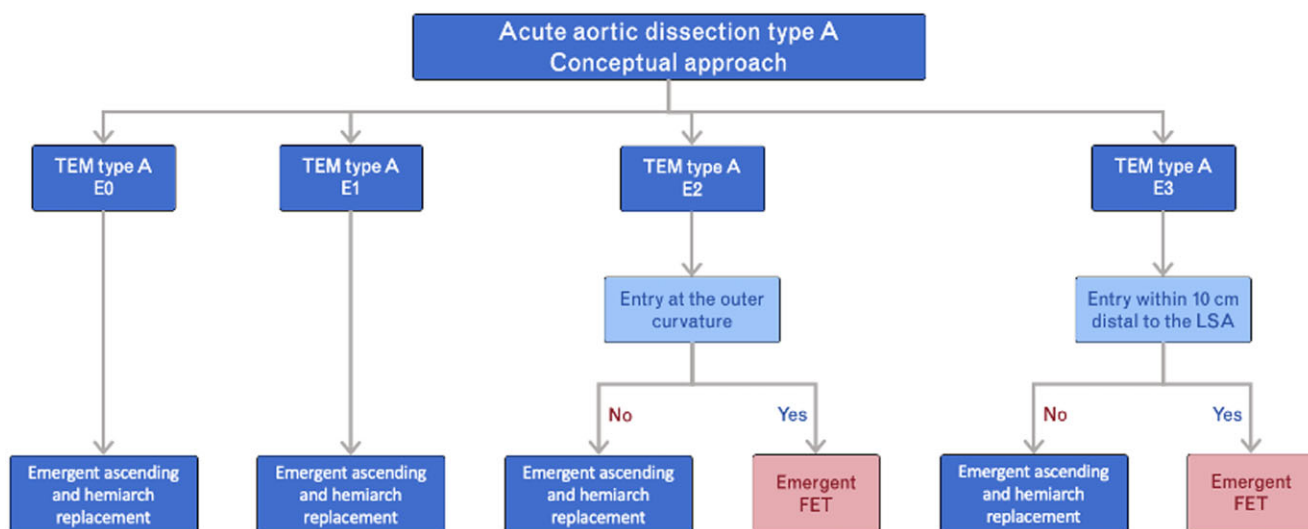 Acute aortic dissection type A
Conceptual approach
TEM type A
E0
TEM type A
E1
TEM type A
E2
TEM type A
E3
Entry at the outer
curvature
Entry within 10 cm
distal to the LSA
No
Yes
No
Yes
Emergent ascending
and hemiarch
replacement
Emergent ascending
and hemiarch
replacement
Emergent ascending
and hemiarch
replacement
Emergent
FET
Emergent ascending
and hemiarch
replacement
Emergent
FET